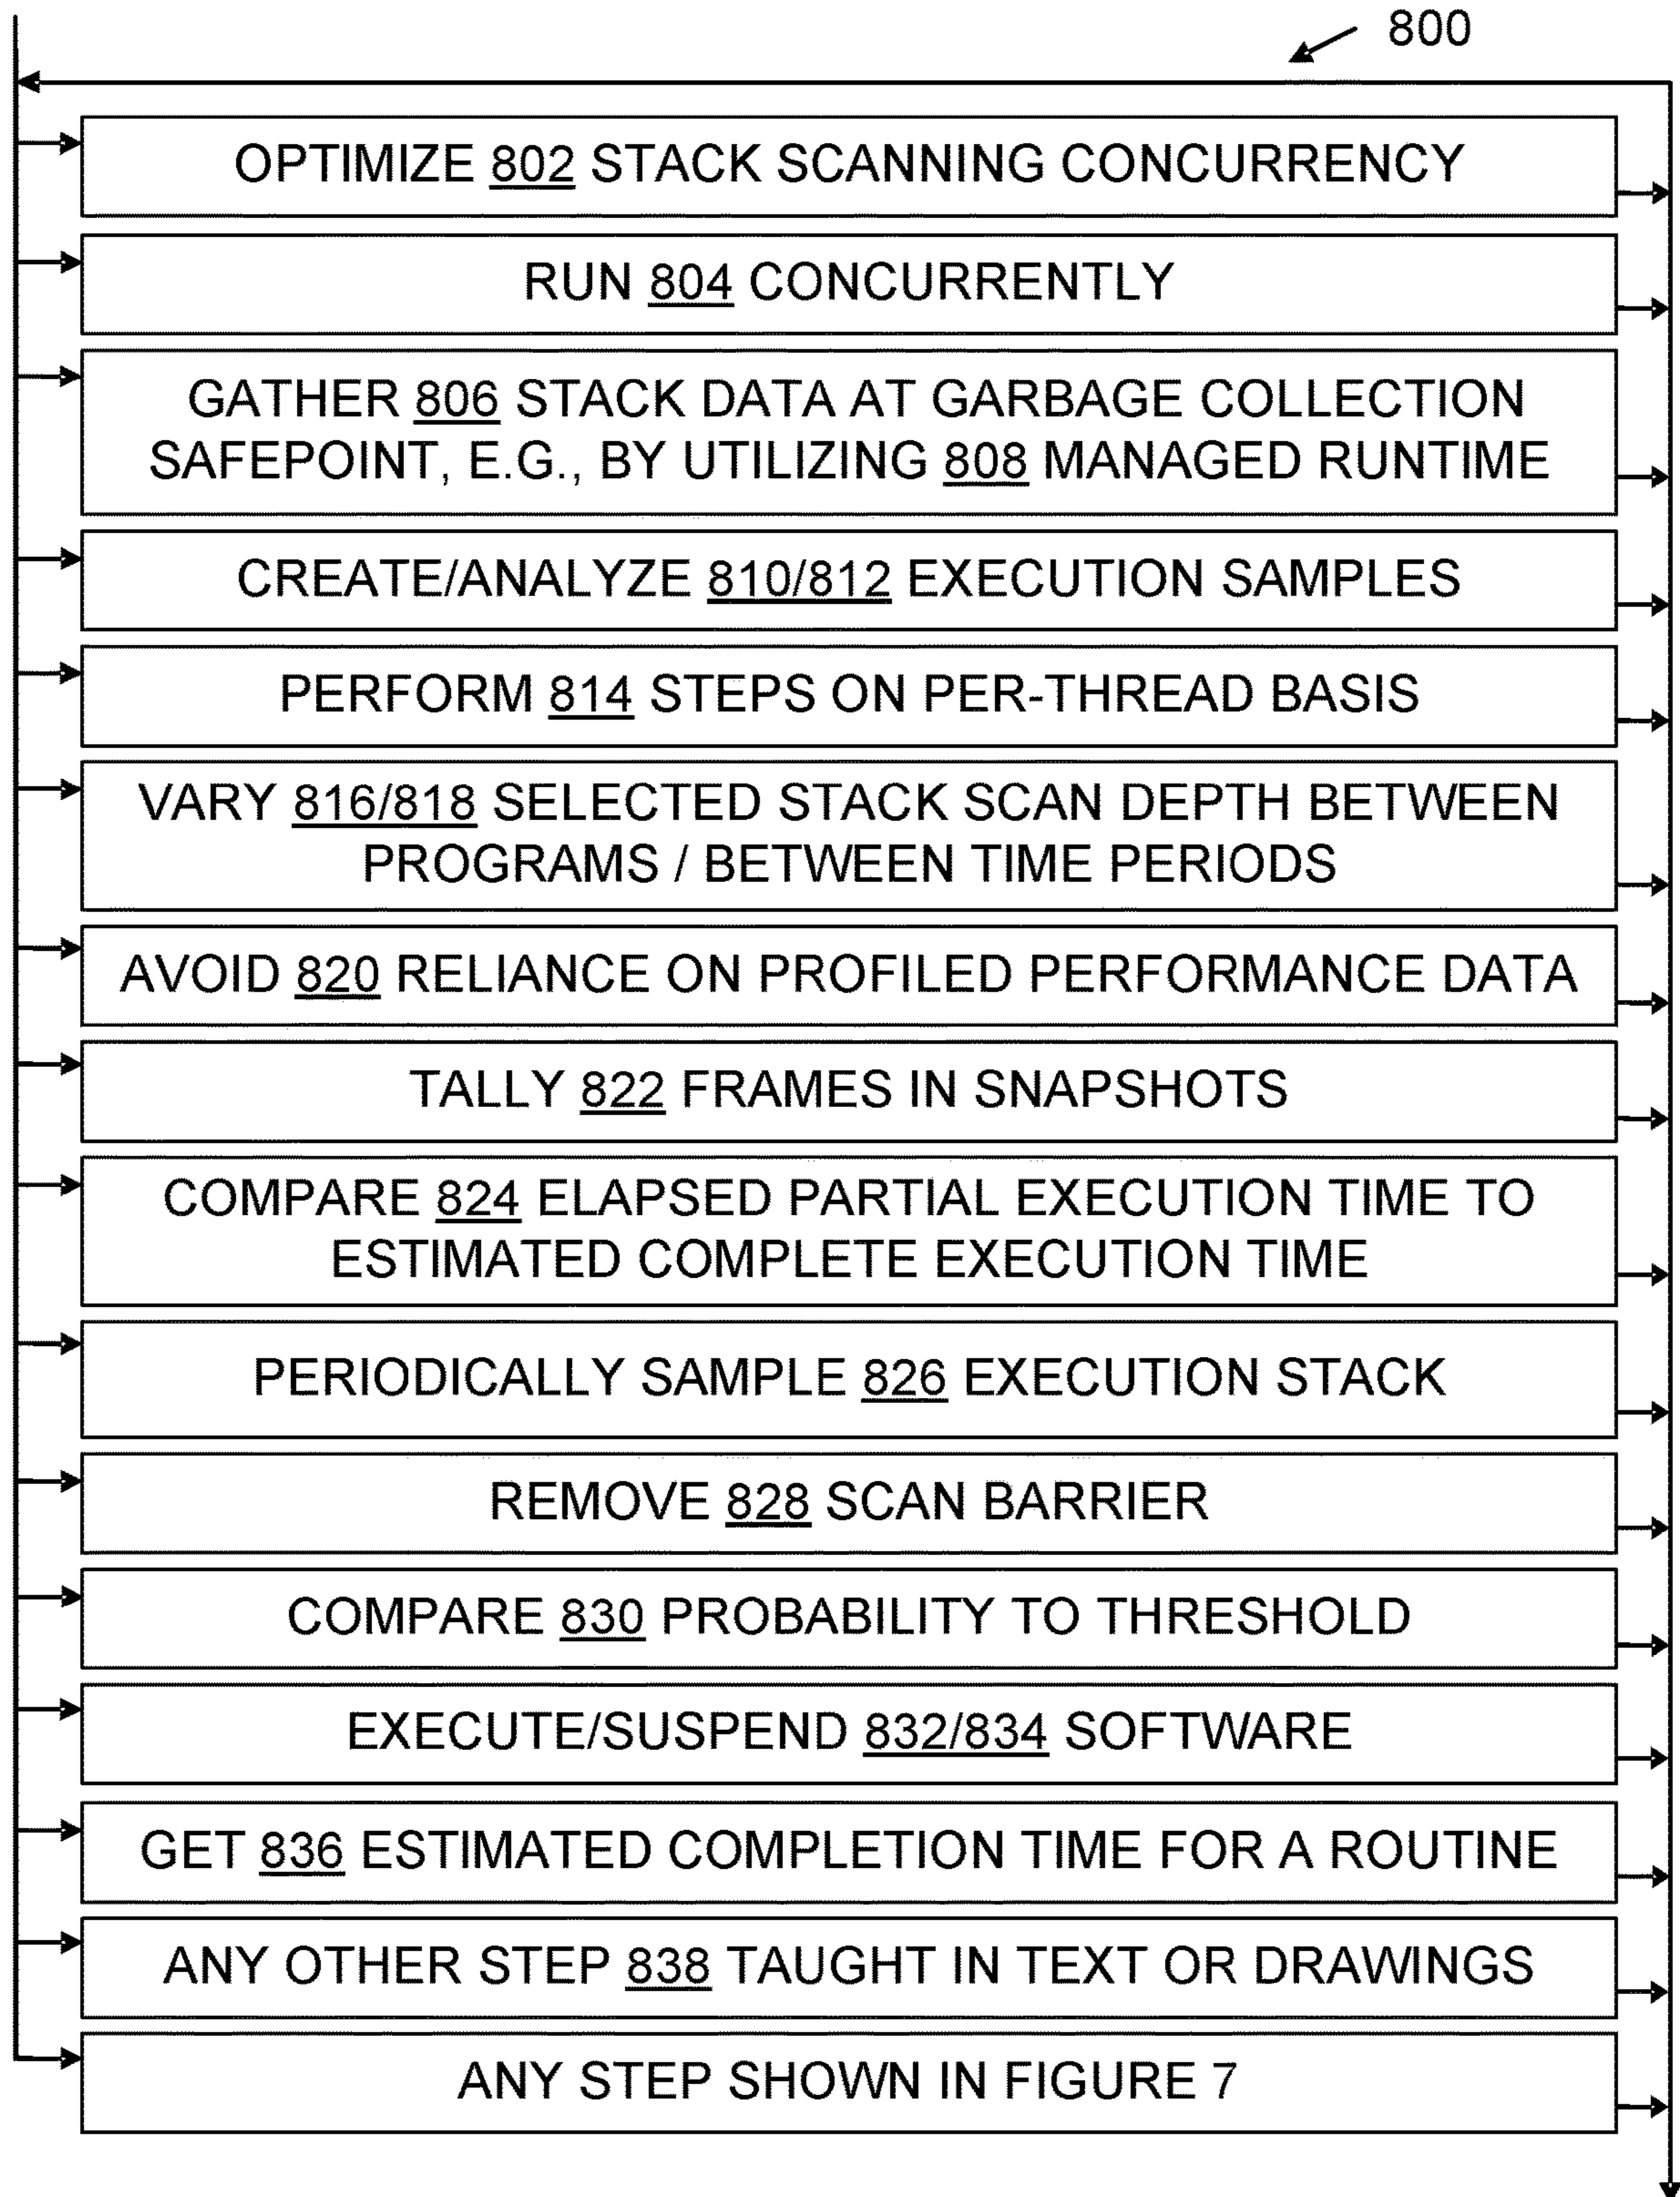 800
OPTIMIZE 802 STACK SCANNING CONCURRENCY
RUN 804 CONCURRENTLY
GATHER 806 STACK DATA AT GARBAGE COLLECTION
SAFEPOINT, E.G., BY UTILIZING 808 MANAGED RUNTIME
CREATE/ANALYZE 810/812 EXECUTION SAMPLES
PERFORM 814 STEPS ON PER-THREAD BASIS
VARY 816/818 SELECTED STACK SCAN DEPTH BETWEEN
PROGRAMS / BETWEEN TIME PERIODS
AVOID 820 RELIANCE ON PROFILED PERFORMANCE DATA
TALLY 822 FRAMES IN SNAPSHOTS
COMPARE 824 ELAPSED PARTIAL EXECUTION TIME TO
ESTIMATED COMPLETE EXECUTION TIME
PERIODICALLY SAMPLE 826 EXECUTION STACK
REMOVE 828 SCAN BARRIER
COMPARE 830 PROBABILITY TO THRESHOLD
EXECUTE/SUSPEND 832/834 SOFTWARE
GET 836 ESTIMATED COMPLETION TIME FOR A ROUTINE
ANY OTHER STEP 838 TAUGHT IN TEXT OR DRAWINGS
ANY STEP SHOWN IN FIGURE 7